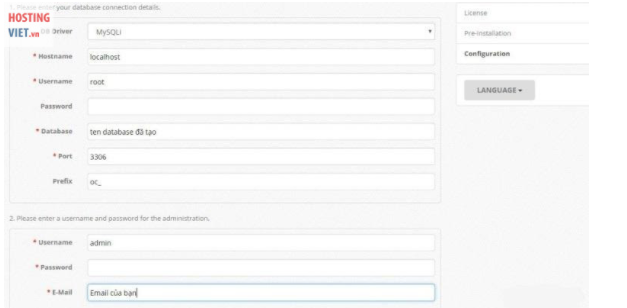 1. Please enter your database connection details.
HOSTING
VIET.vn
DB Driver
MySQLi
* Hostname
localhost
* Username
root
Password
* Database
ten database đã tạo
* Port
3306
Prefix
oc_
2. Please enter a username and password for the administration.
* Username
admin
* Password
* E-Mail
Email của bạn
License
Pre-Installation
Configuration
LANGUAGE